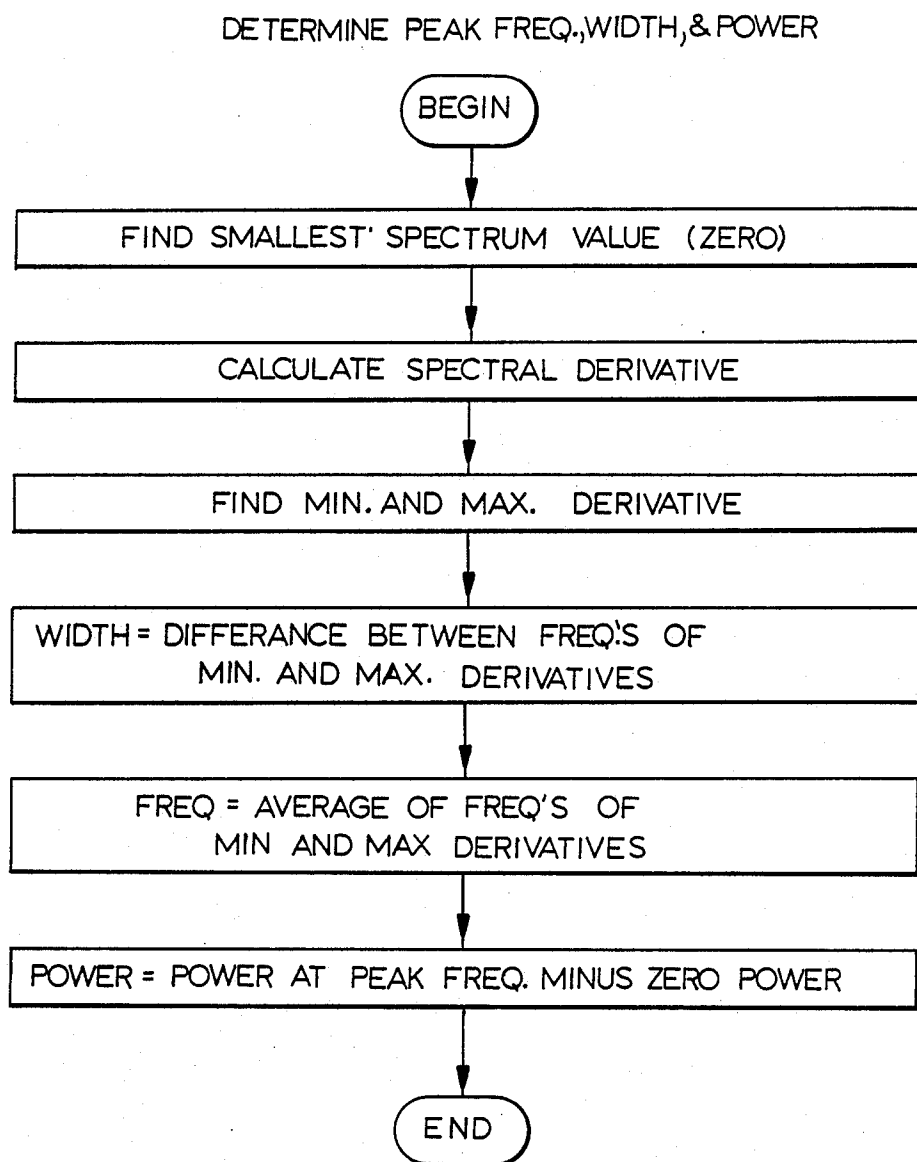 DETERMINE PEAK FREQ.,WIDTH,&POWER
BEGIN
FIND SMALLEST' SPECTRUM VALUE (ZERO)
CALCULATE SPECTRAL DERIVATIVE
FIND MIN. AND MAX. DERIVATIVE
WIDTH = DIFFERANCE BETWEEN FREQ'.S OF
MIN. AND MAX. DERIVATIVES
FREQ = AVERAGE OF FREQ'S OF
MIN AND MAX DERIVATIVES
POWER = POWER AT PEAK FREQ. MINUS ZERO POWER
END